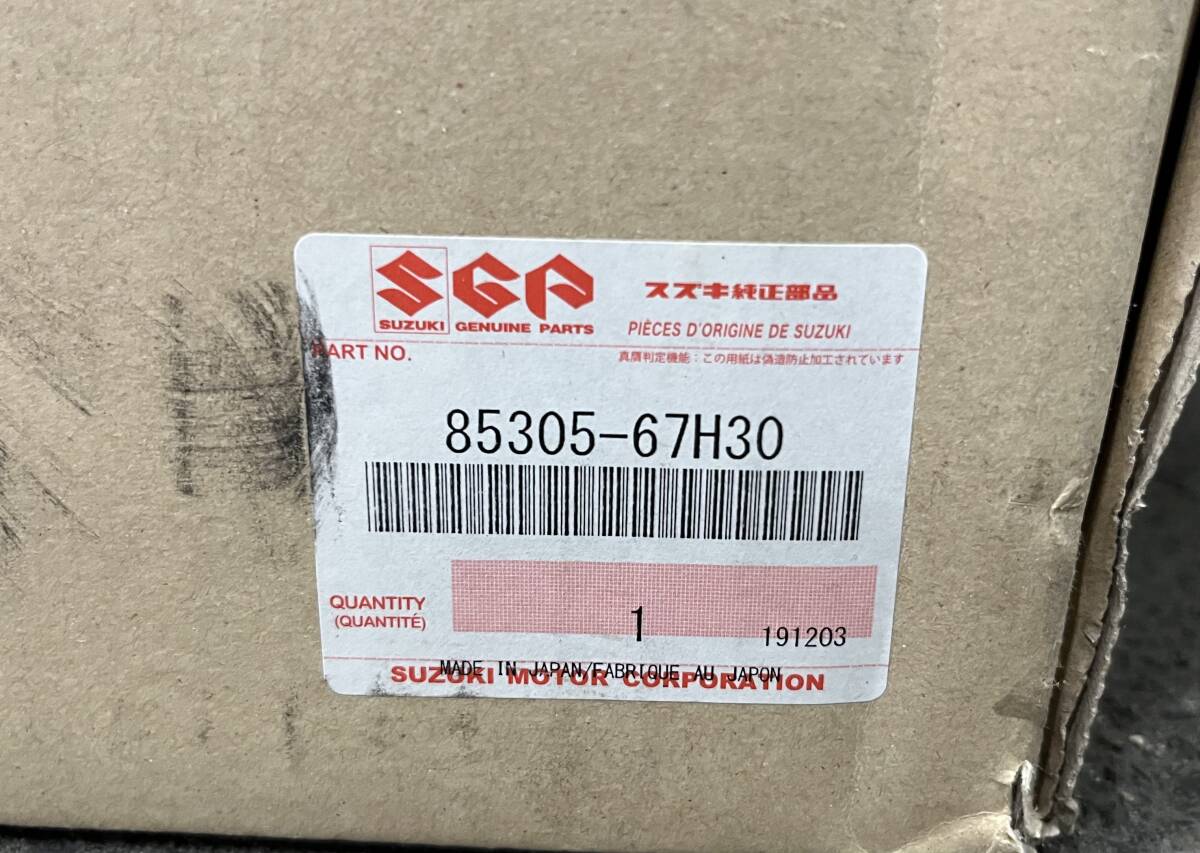 SGP スズキ純正部品
SUZUKI GENUINE PARTS PIÈCES D'ORIGINE DE SUZUKI
PART NO. 真贋判定機能：この用紙は偽造防止加工されています
85305-67H30
QUANTITY
(QUANTITÉ)
1 191203
MADE IN JAPAN/FABRIQUE AU JAPON
SUZUKI MOTOR CORPORATION